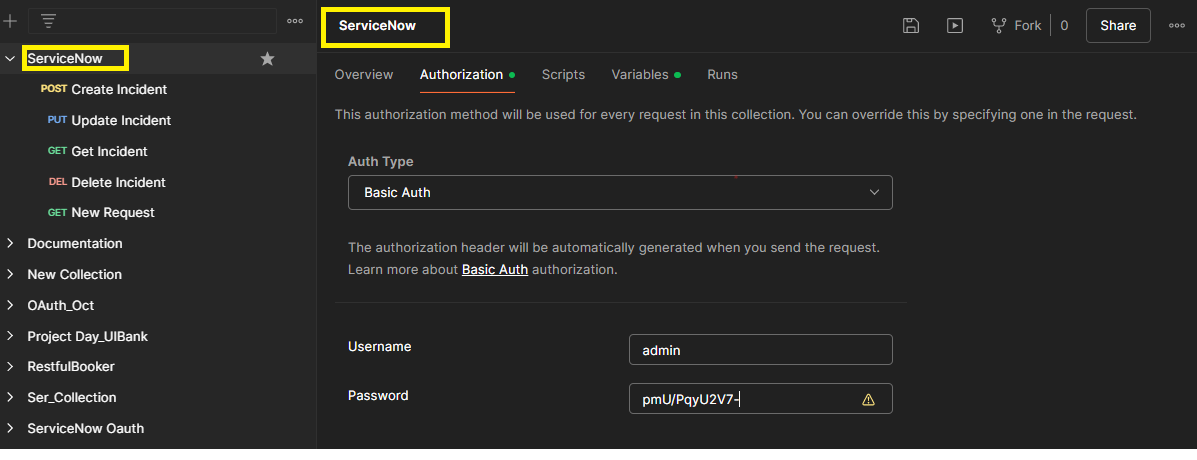 ServiceNow
POST Create Incident
PUT Update Incident
GET Get Incident
DEL Delete Incident
GET New Request
Documentation
New Collection
OAuth_Oct
Project Day_UIBank
RestfulBooker
Ser_Collection
ServiceNow Oauth
ServiceNow
Fork 0 Share
Overview Authorization Scripts Variables Runs
This authorization method will be used for every request in this collection. You can override this by specifying one in the request.
Auth Type
Basic Auth
The authorization header will be automatically generated when you send the request.
Learn more about Basic Auth authorization.
Username admin
Password pmU/PqyU2V7-